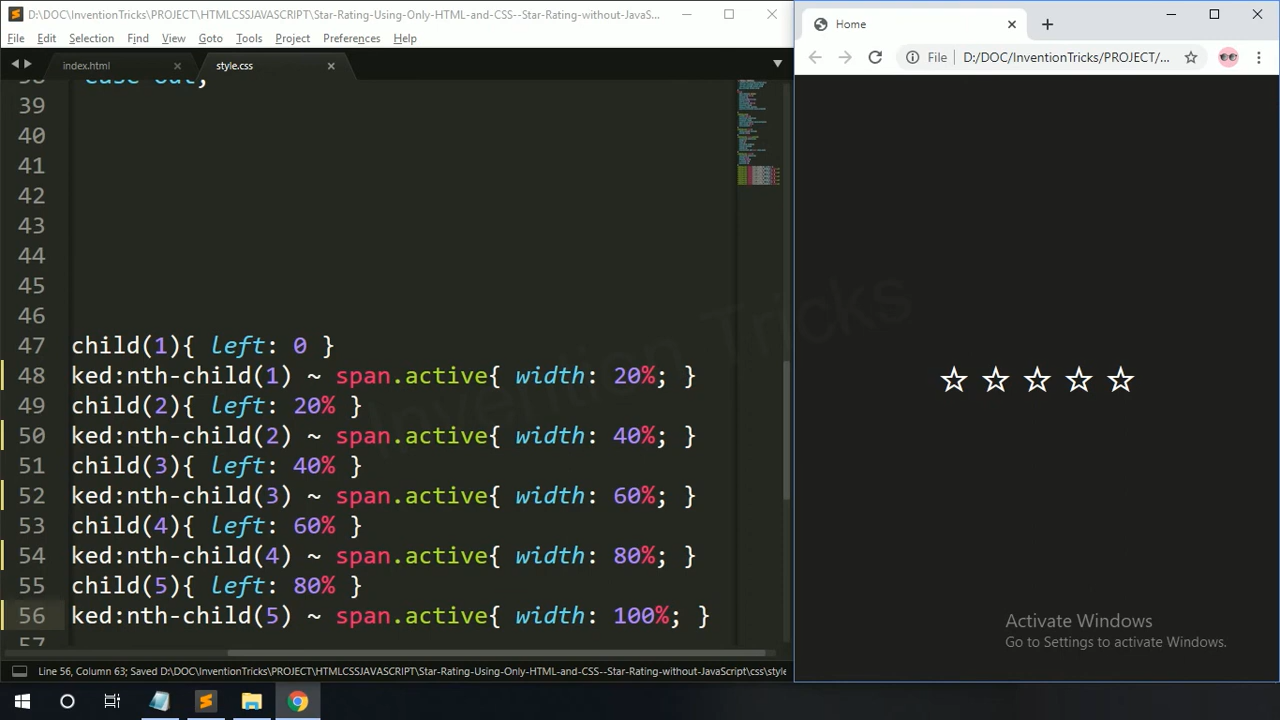 D:\DOC\InventionTricks\PROJECT\HTMLCSSJAVASCRIPT\Star-Rating-Using-Only-HTML-and-CSS--Star-Rating-without-JavaS...
File Edit Selection Find View Goto Tools Project Preferences Help
index.html
style.css
38 ease-out;
39
40
41
42
43
44
45
46
47 child(1){ left: 0 }
48 ked:nth-child(1) ~ span.active{ width: 20%; }
49 child(2){ left: 20% }
50 ked:nth-child(2) ~ span.active{ width: 40%; }
51 child(3){ left: 40% }
52 ked:nth-child(3) ~ span.active{ width: 60%; }
53 child(4){ left: 60% }
54 ked:nth-child(4) ~ span.active{ width: 80%; }
55 child(5){ left: 80% }
56 ked:nth-child(5) ~ span.active{ width: 100%; }
57
Line 56, Column 63; Saved D:\DOC\InventionTricks\PROJECT\HTMLCSSJAVASCRIPT\Star-Rating-Using-Only-HTML-and-CSS--Star-Rating-without-JavaScript\css\style
Home
File D:/DOC/InventionTricks/PROJECT/...
Invention Tricks
Activate Windows
Go to Settings to activate Windows.